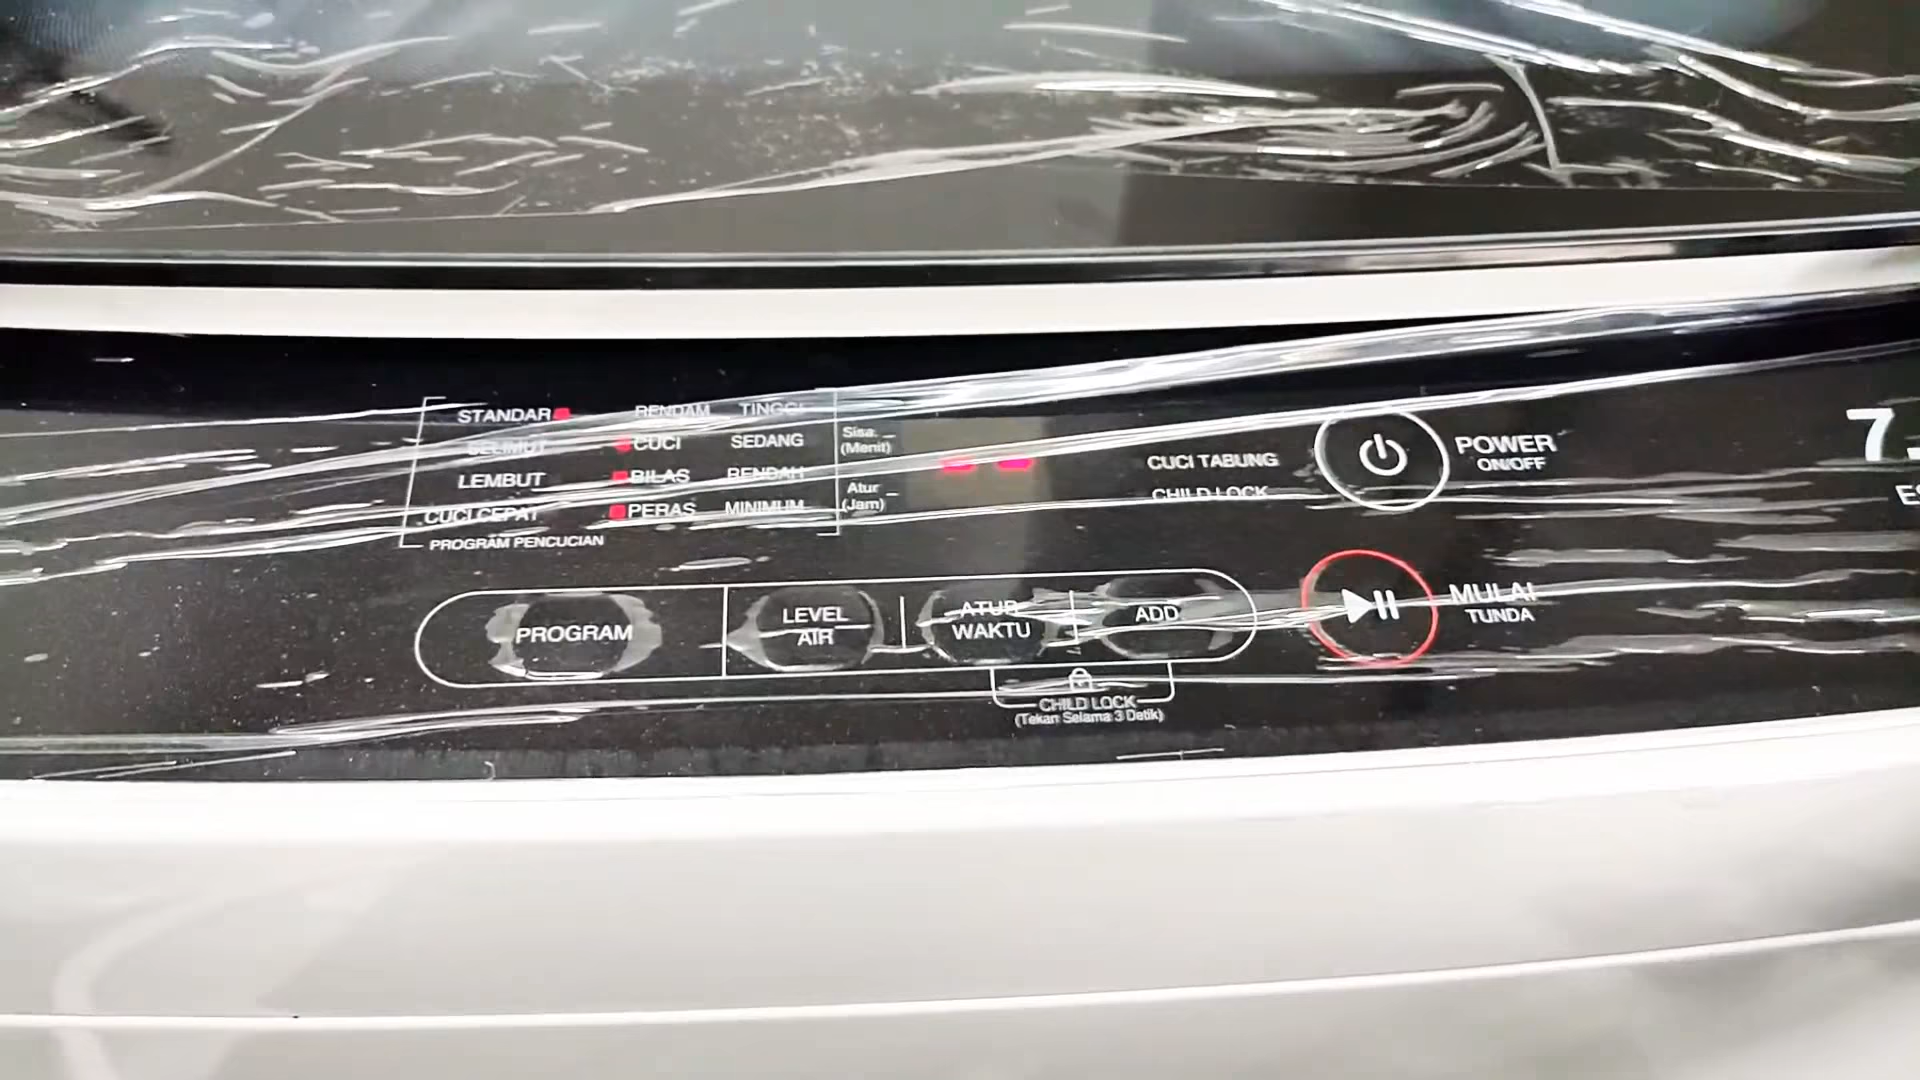 STANDAR RENDAM TINGGI
SELIMUT CUCI SEDANG
LEMBUT BILAS RENDAH
CUCI CEPAT PERAS MINIMUM
PROGRAM PENCUCIAN
Sisa
(Menit)
Atur
(Jam)
CUCI TABUNG
CHILD LOCK
POWER
ON/OFF
7.
PROGRAM
LEVEL
AIR
ATUR
WAKTU
ADD
MULAI
TUNDA
CHILD LOCK
(Tekan Selama 3 Detik)